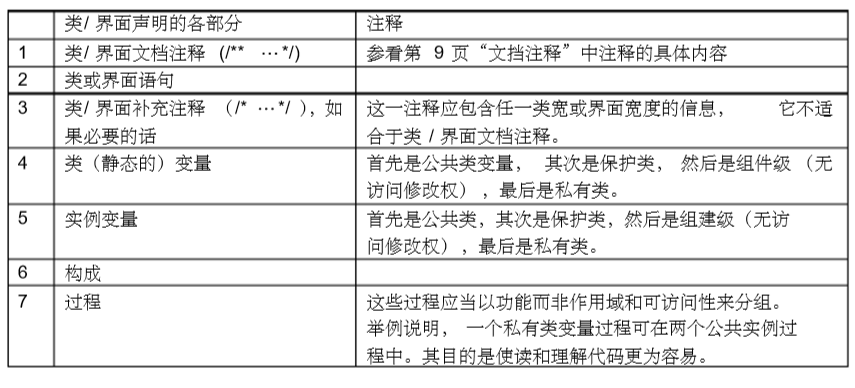 类/ 界面声明的各部分 注释
1 类/ 界面文档注释 (/** …*/) 参看第 9 页“文挡注释”中注释的具体内容
2 类或界面语句
3 类/ 界面补充注释 (/* …*/ )，如 这一注释应包含任一类宽或界面宽度的信息， 它不适
果必要的话 合于类 / 界面文档注释。
4 类（静态的）变量 首先是公共类变量， 其次是保护类， 然后是组件级 （无
访问修改权） ，最后是私有类。
5 实例变量 首先是公共类，其次是保护类，然后是组建级（无访
问修改权） ，最后是私有类。
6 构成
7 过程 这些过程应当以功能而非作用域和可访问性来分组。
举例说明， 一个私有类变量过程可在两个公共实例过
程中。其目的是使读和理解代码更为容易。